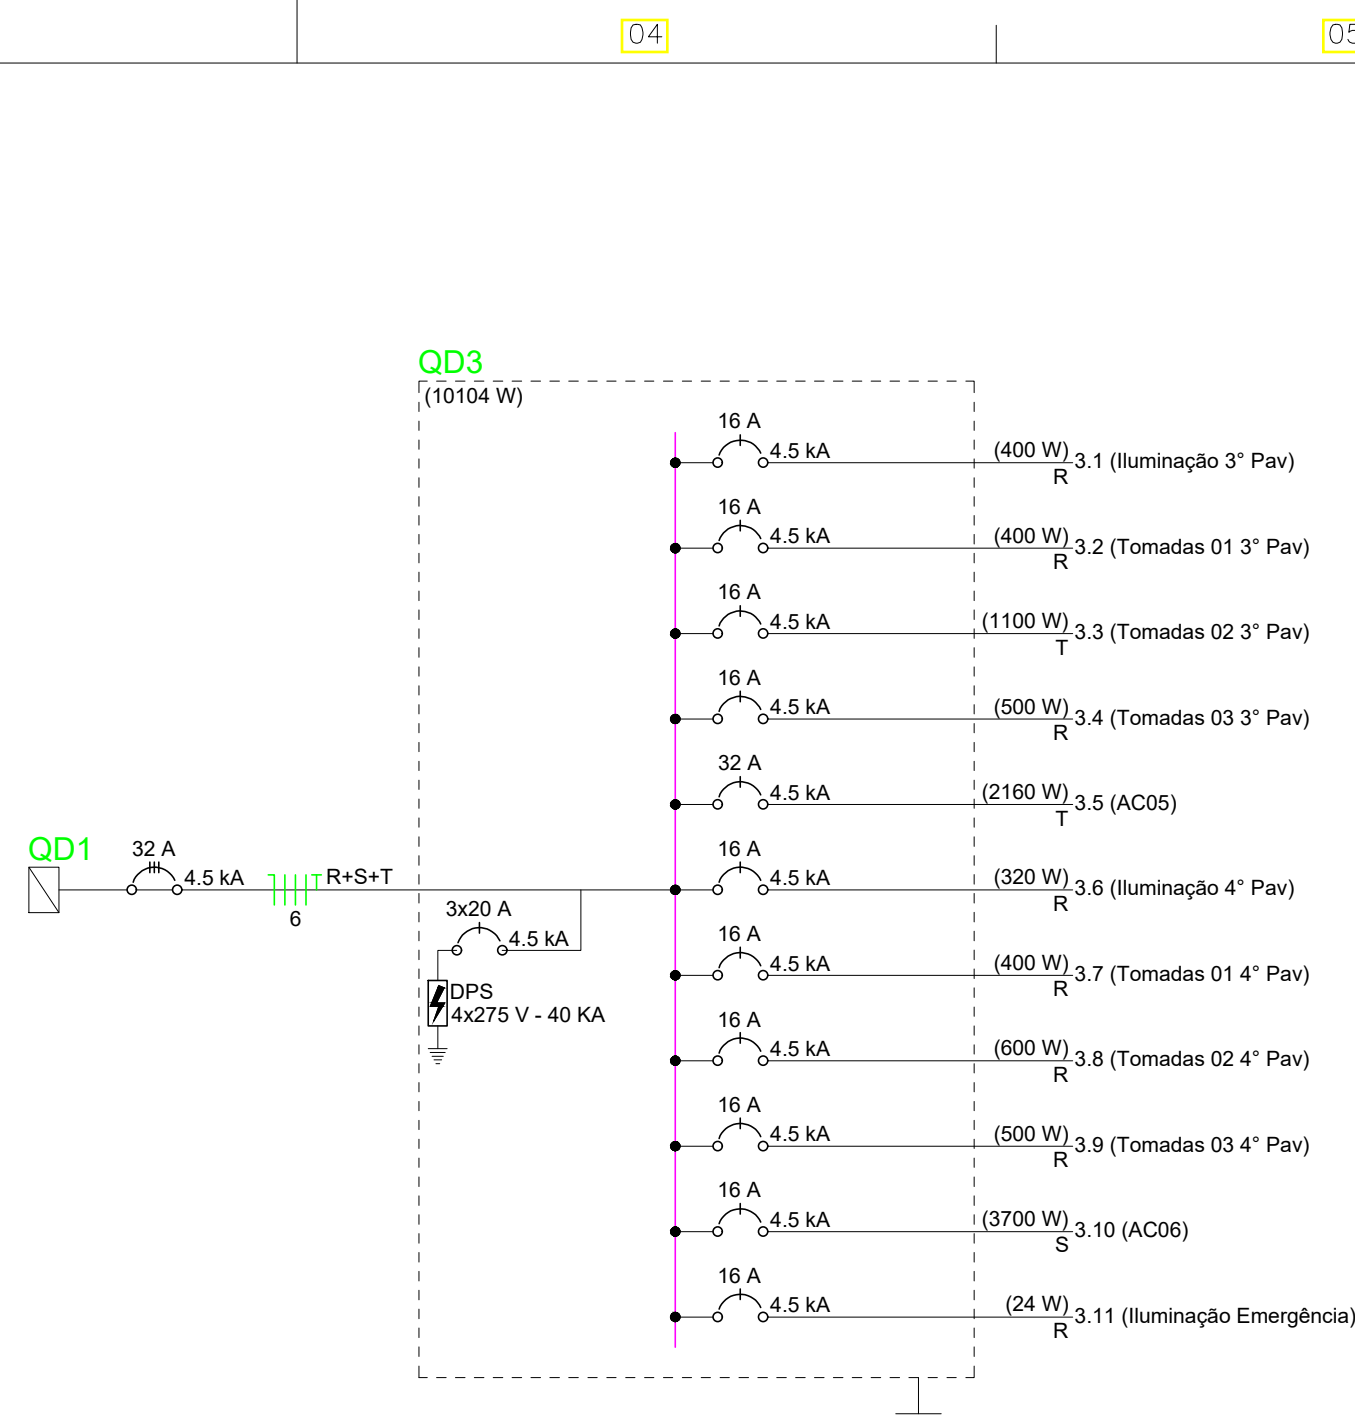 04
05
QD3
(10104 W)
16 A
4.5 kA
(400 W)
R
3.1 (Iluminação 3° Pav)
16 A
4.5 kA
(400 W)
R
3.2 (Tomadas 01 3° Pav)
16 A
4.5 kA
(1100 W)
T
3.3 (Tomadas 02 3° Pav)
16 A
4.5 kA
(500 W)
R
3.4 (Tomadas 03 3° Pav)
32 A
4.5 kA
(2160 W)
T
3.5 (AC05)
QD1
32 A
4.5 kA
6
R+S+T
16 A
4.5 kA
(320 W)
R
3.6 (Iluminação 4° Pav)
3x20 A
4.5 kA
DPS
4x275 V - 40 KA
16 A
4.5 kA
(400 W)
R
3.7 (Tomadas 01 4° Pav)
16 A
4.5 kA
(600 W)
R
3.8 (Tomadas 02 4° Pav)
16 A
4.5 kA
(500 W)
R
3.9 (Tomadas 03 4° Pav)
16 A
4.5 kA
(3700 W)
S
3.10 (AC06)
16 A
4.5 kA
(24 W)
R
3.11 (Iluminação Emergência)